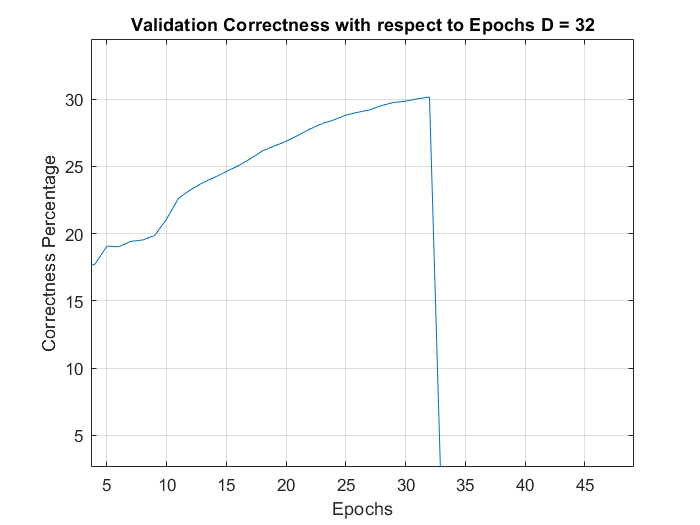 Validation Correctness with respect to Epochs D = 32
Correctness Percentage
30
25
20
15
10
5
5 10 15 20 25 30 35 40 45
Epochs